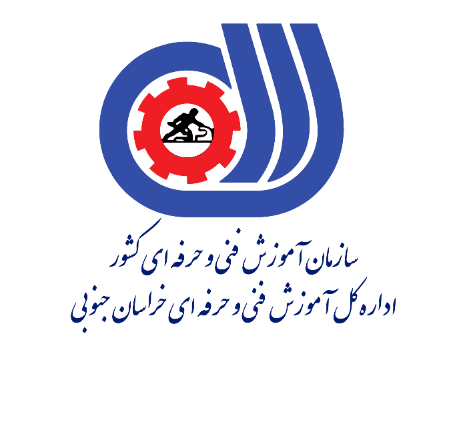 سازمان آموزش فنی و حرفه ای کشور
اداره کل آموزش فنی و حرفه ای خراسان جنوبی